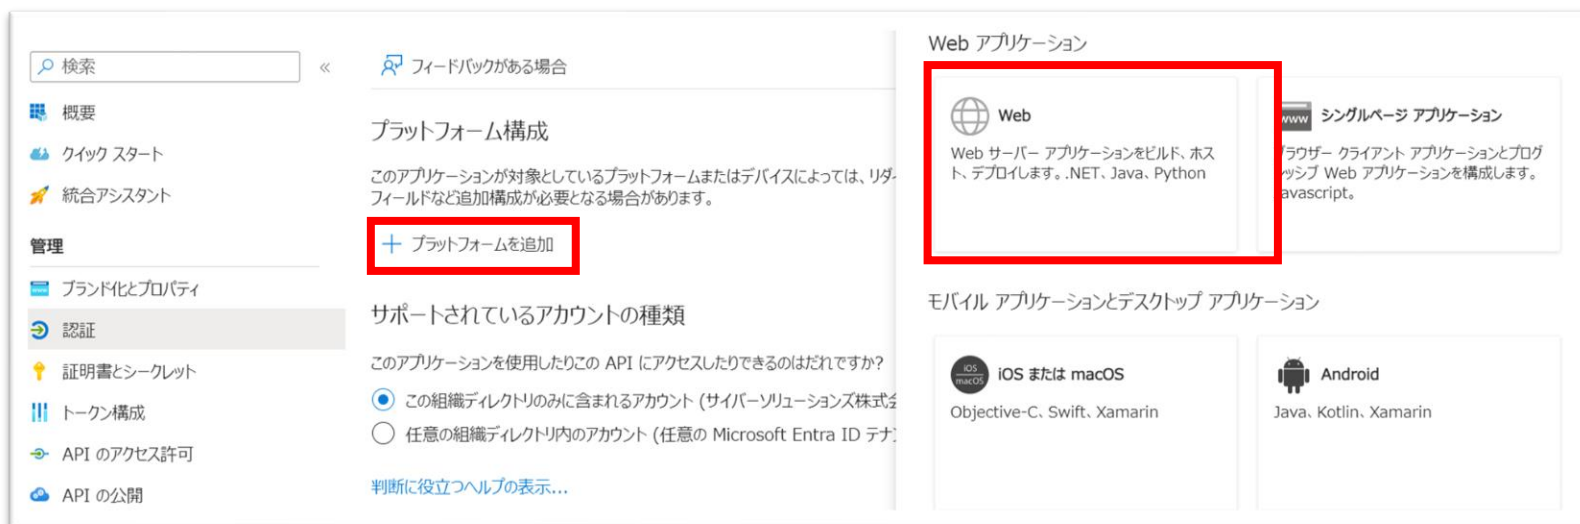 検索
«
概要
クイック スタート
統合アシスタント
管理
ブランド化とプロパティ
認証
証明書とシークレット
トークン構成
API のアクセス許可
API の公開
フィードバックがある場合
プラットフォーム構成
このアプリケーションが対象としているプラットフォームまたはデバイスによっては、リダ
フィールドなど追加構成が必要となる場合があります。
プラットフォームを追加
サポートされているアカウントの種類
このアプリケーションを使用したりこの API にアクセスしたりできるのはだれですか?
この組織ディレクトリのみに含まれるアカウント (サイバーソリューションズ株式会
任意の組織ディレクトリ内のアカウント (任意の Microsoft Entra ID テナ
判断に役立つヘルプの表示...
Web アプリケーション
Web
Web サーバー アプリケーションをビルド、ホス
ト、デプロイします。.NET、Java、Python
www
シングルページ アプリケーション
ラウザー クライアント アプリケーションとプログ
ッシブ Web アプリケーションを構成します。
avascript。
モバイル アプリケーションとデスクトップ アプリケーション
iOS
macOS
iOS または macOS
Objective-C、Swift、Xamarin
Android
Java、Kotlin、Xamarin